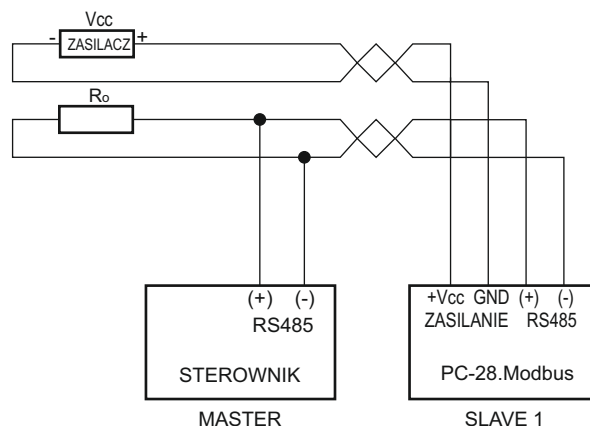 Vcc
- ZASILACZ +
Ro
(+) (-)
RS485
STEROWNIK
MASTER
+Vcc GND (+) (-)
ZASILANIE RS485
PC-28.Modbus
SLAVE 1